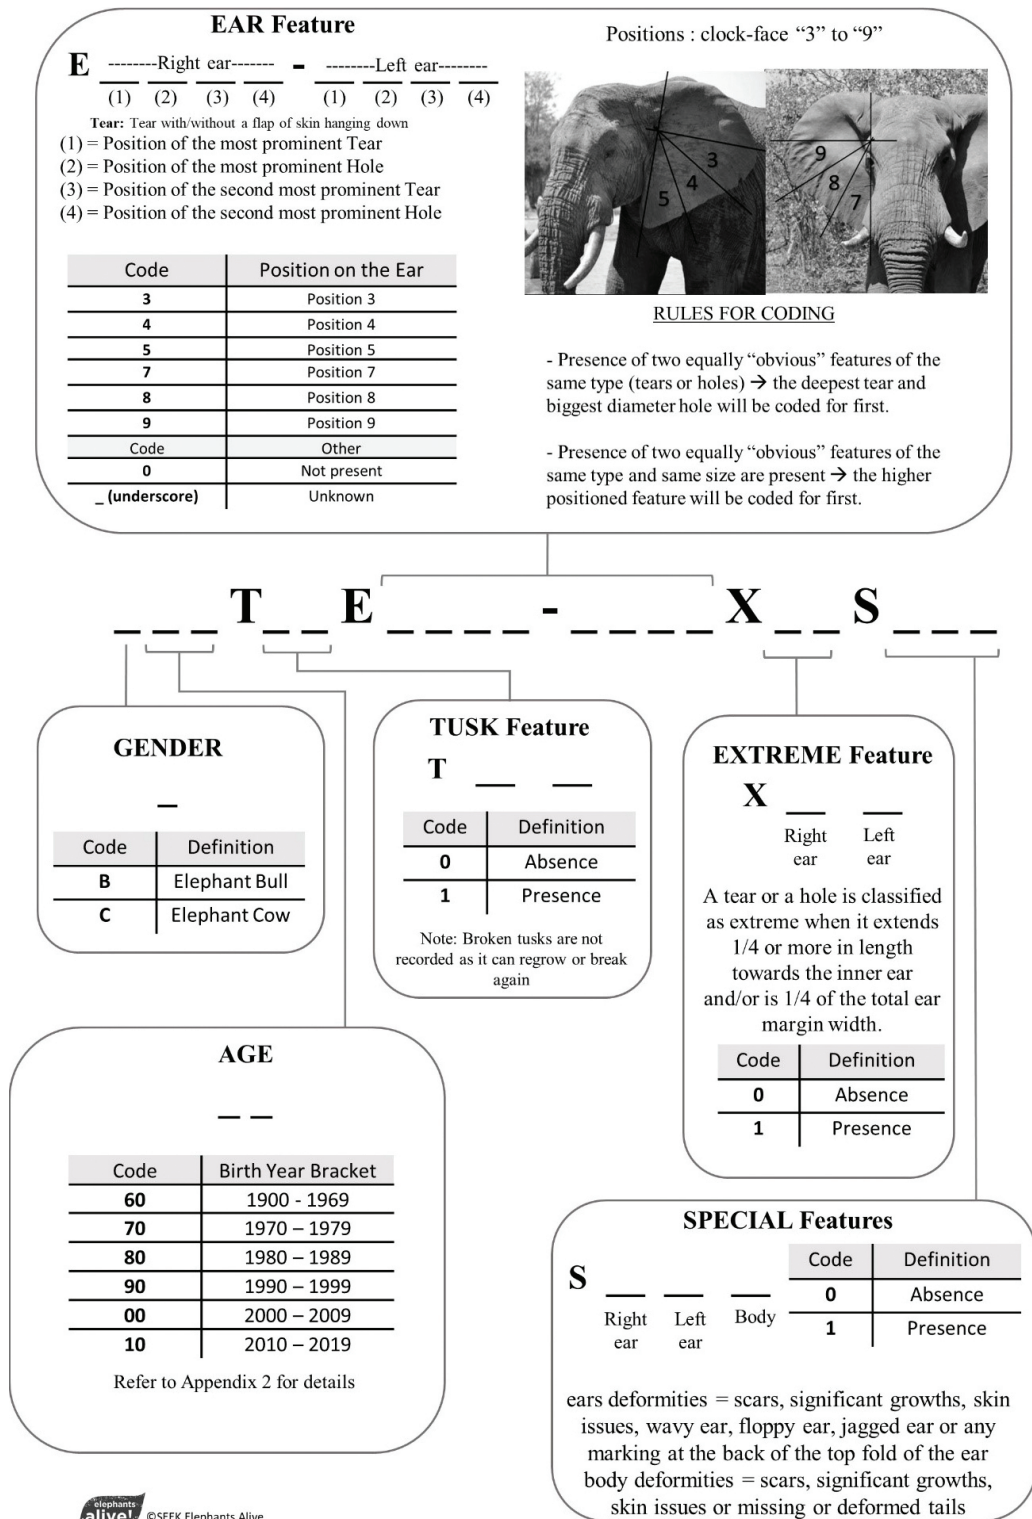 EAR Feature
E --------Right ear------- - --------Left ear--------
(1) (2) (3) (4) (1) (2) (3) (4)
Tear: Tear with/without a flap of skin hanging down
(1) = Position of the most prominent Tear
(2) = Position of the most prominent Hole
(3) = Position of the second most prominent Tear
(4) = Position of the second most prominent Hole
Code Position on the Ear
3 Position 3
4 Position 4
5 Position 5
7 Position 7
8 Position 8
9 Position 9
Code Other
0 Not present
_ (underscore) Unknown
Positions : clock-face “3” to “9”
3
4
5
9
8
7
RULES FOR CODING
- Presence of two equally “obvious” features of the
same type (tears or holes) → the deepest tear and
biggest diameter hole will be coded for first.
- Presence of two equally “obvious” features of the
same type and same size are present → the higher
positioned feature will be coded for first.
_ _ _ T _ _ E _ _ _ _ - _ _ _ _ X _ _ S _ _ _
GENDER
_
Code Definition
B Elephant Bull
C Elephant Cow
TUSK Feature
T _ _
Code Definition
0 Absence
1 Presence
Note: Broken tusks are not
recorded as it can regrow or break
again
EXTREME Feature
X _ _
Right Left
ear ear
A tear or a hole is classified
as extreme when it extends
1/4 or more in length
towards the inner ear
and/or is 1/4 of the total ear
margin width.
Code Definition
0 Absence
1 Presence
AGE
_ _
Code Birth Year Bracket
60 1900 - 1969
70 1970 – 1979
80 1980 – 1989
90 1990 – 1999
00 2000 – 2009
10 2010 – 2019
Refer to Appendix 2 for details
SPECIAL Features
S _ _ _
Right Left Body
ear ear
Code Definition
0 Absence
1 Presence
ears deformities = scars, significant growths, skin
issues, wavy ear, floppy ear, jagged ear or any
marking at the back of the top fold of the ear
body deformities = scars, significant growths,
skin issues or missing or deformed tails
elephants
alive!
©SEEK Elephants Alive